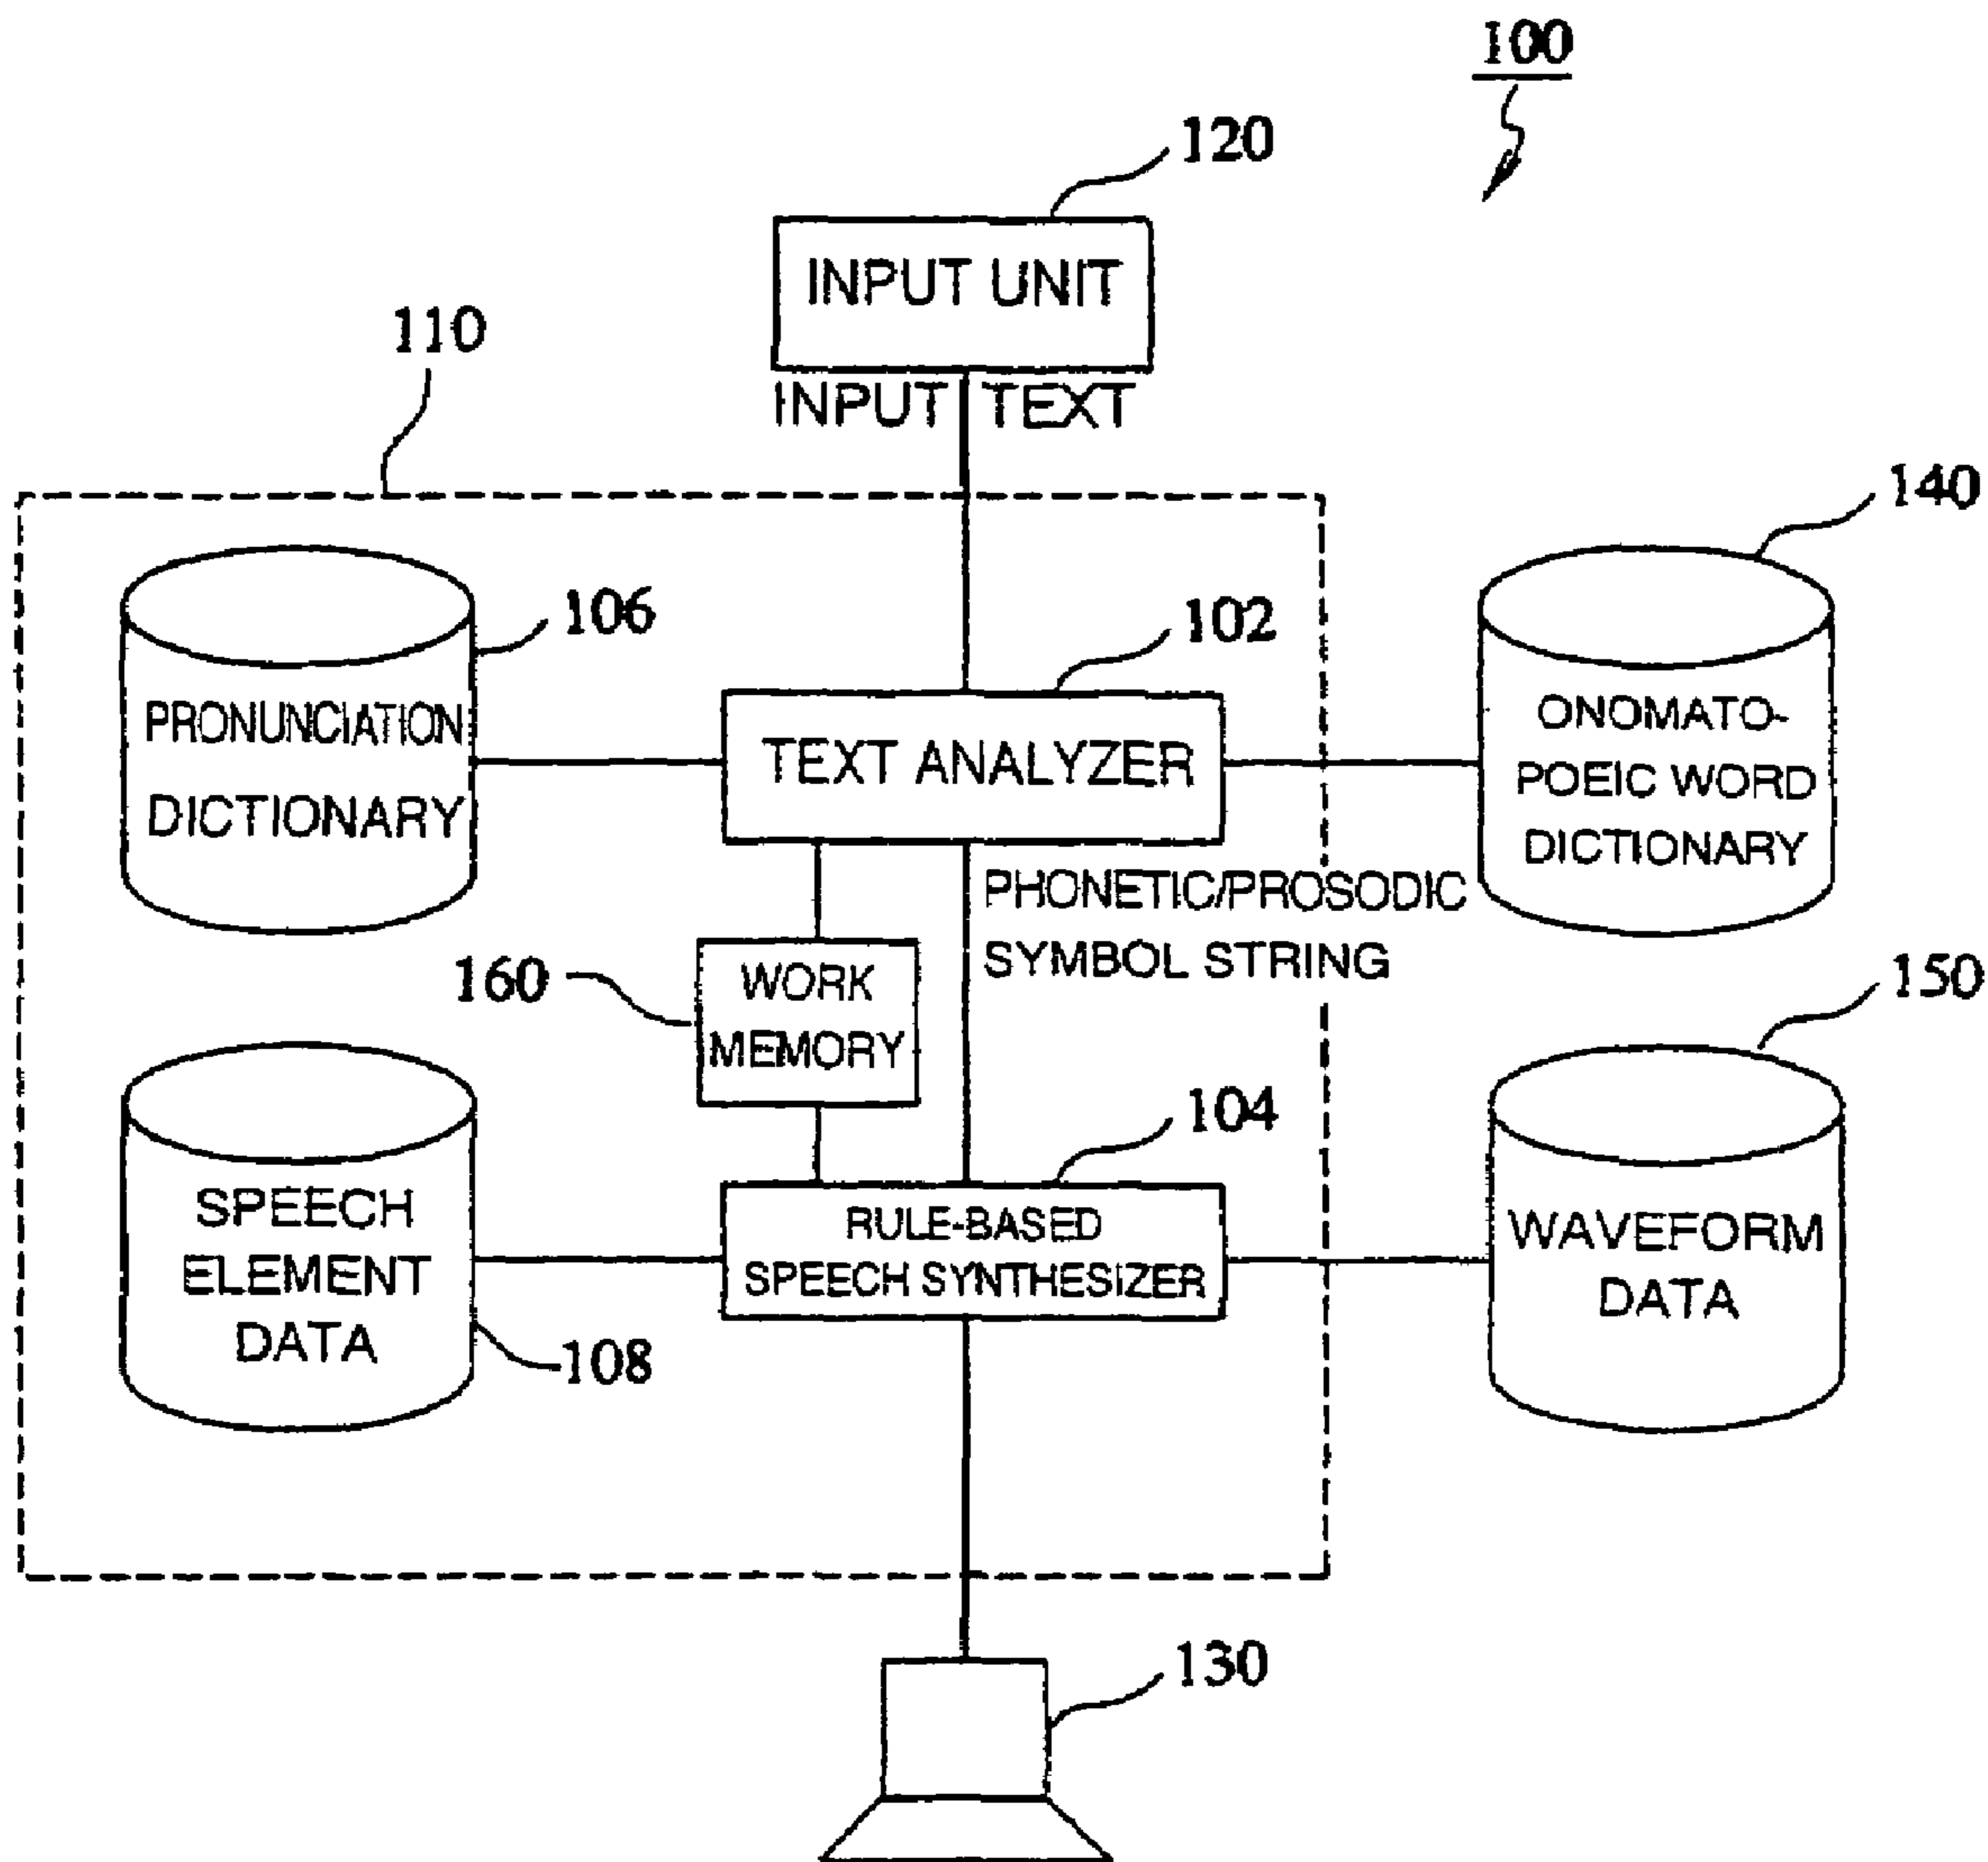 100
120
INPUT UNIT
110
INPUT TEXT
140
106
102
PRONUNCIATION
DICTIONARY
TEXT ANALYZER
ONOMATO-
POEIC WORD
DICTIONARY
PHONETIC/PROSODIC
SYMBOL STRING
160
WORK
MEMORY
150
104
SPEECH
ELEMENT
DATA
108
RULE-BASED
SPEECH SYNTHESIZER
WAVEFORM
DATA
130